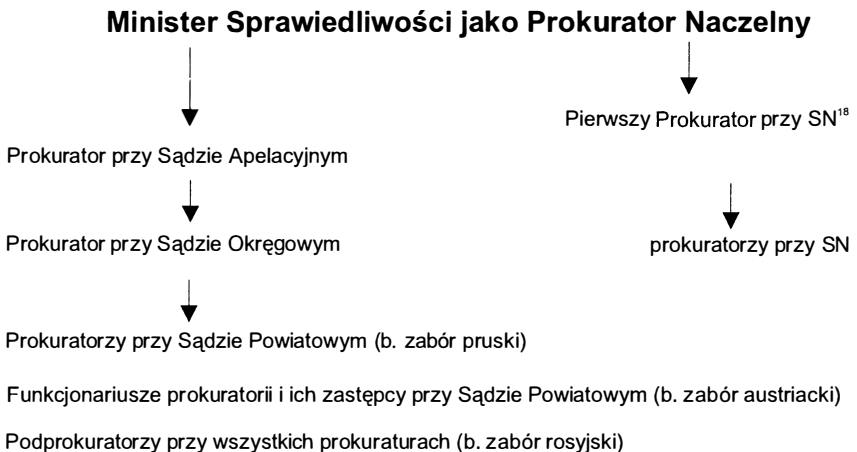 Minister Sprawiedliwości jako Prokurator Naczelny
Pierwszy Prokurator przy SN¹⁸
Prokurator przy Sądzie Apelacyjnym
Prokurator przy Sądzie Okręgowym
prokuratorzy przy SN
Prokuratorzy przy Sądzie Powiatowym (b. zabór pruski)
Funkcjonariusze prokuratorii i ich zastępcy przy Sądzie Powiatowym (b. zabór austriacki)
Podprokuratorzy przy wszystkich prokuraturach (b. zabór rosyjski)